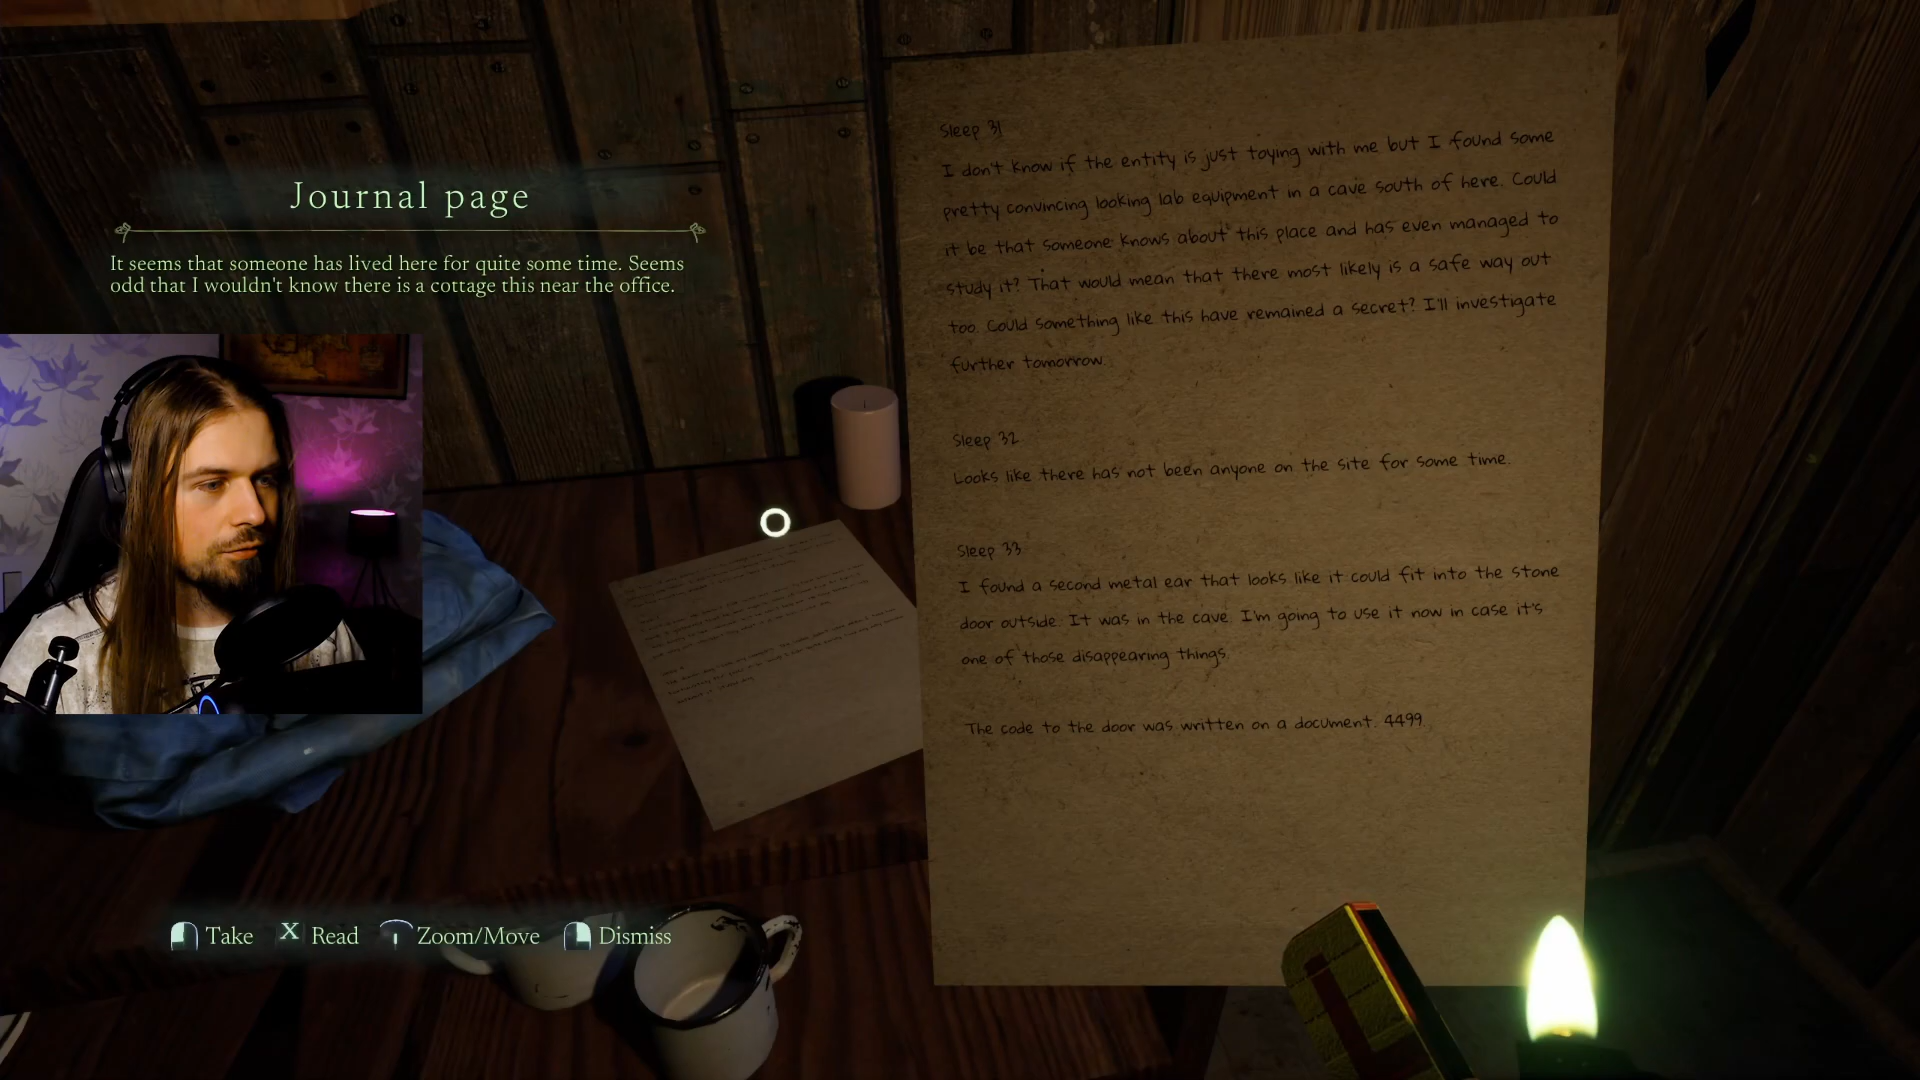 Journal page
It seems that someone has lived here for quite some time. Seems
odd that I wouldn't know there is a cottage this near the office.
Sleep 31
I don't know if the entity is just toying with me but I found some
pretty convincing looking lab equipment in a cave south of here. Could
it be that someone knows about this place and has even managed to
study it? That would mean that there most likely is a safe way out
too. Could something like this have remained a secret? I'll investigate
further tomorrow.
Sleep 32
Looks like there has not been anyone on the site for some time.
Sleep 33
I found a second metal ear that looks like it could fit into the stone
door outside. It was in the cave. I'm going to use it now in case it's
one of those disappearing things.
The code to the door was written on a document. 4499.
Take X Read Zoom/Move Dismiss